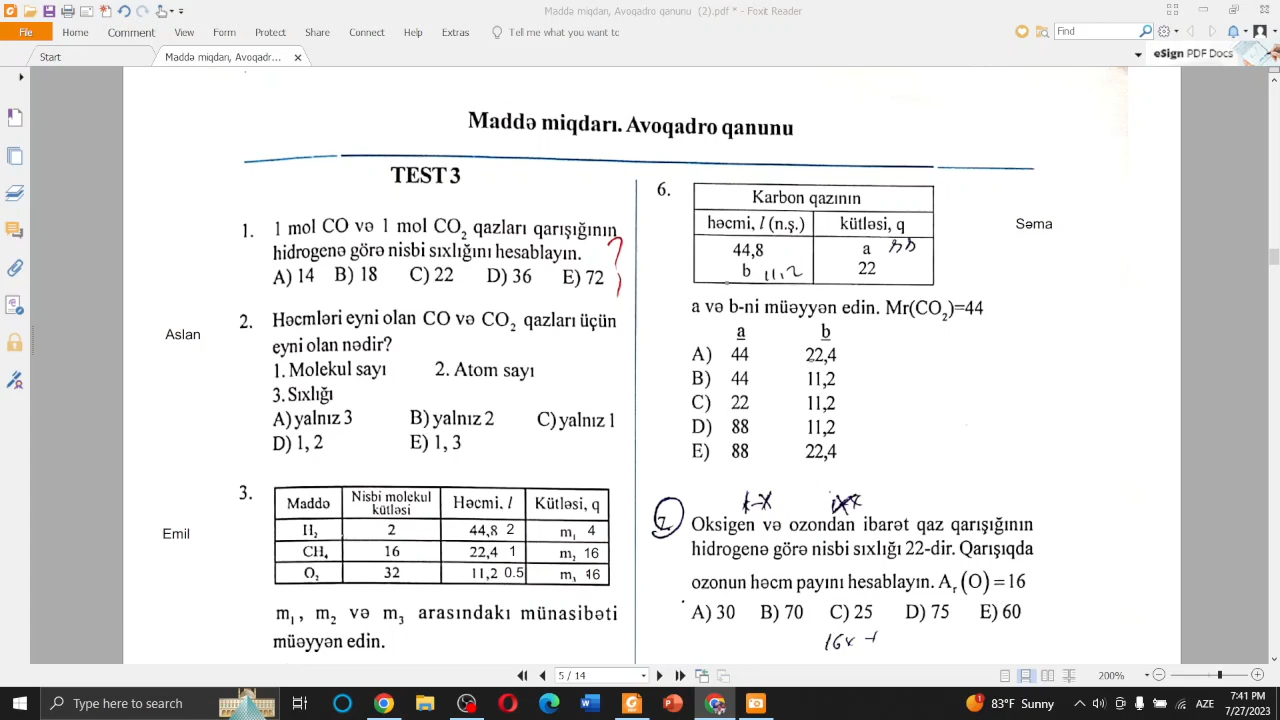 Maddə miqdarı, Avoqadro qanunu (2).pdf * - Foxit Reader
File Home Comment View Form Protect Share Connect Help Extras Tell me what you want to Find
Start Maddə miqdarı, Avoqadr... × eSign PDF Docs
Maddə miqdarı. Avoqadro qanunu
TEST 3
1. 1 mol CO və 1 mol CO₂ qazları qarışığının
hidrogenə görə nisbi sıxlığını hesablayın. ?
A) 14 B) 18 C) 22 D) 36 E) 72
Aslan
2. Həcmləri eyni olan CO və CO₂ qazları üçün
eyni olan nədir?
1. Molekul sayı 2. Atom sayı
3. Sıxlığı
A) yalnız 3 B) yalnız 2 C) yalnız 1
D) 1, 2 E) 1, 3
Emil
3.
Maddə Nisbi molekul kütləsi Həcmi, l Kütləsi, q
H₂ 2 44,8 2 m₁ 4
CH₄ 16 22,4 1 m₂ 16
O₂ 32 11,2 0.5 m₃ 16
m₁, m₂ və m₃ arasındakı münasibəti
müəyyən edin.
6.
Karbon qazının
həcmi, l (n.ş.) kütləsi, q
44,8 a 88
b 11,2 22
Səma
a və b-ni müəyyən edin. Mr(CO₂)=44
a b
A) 44 22,4
B) 44 11,2
C) 22 11,2
D) 88 11,2
E) 88 22,4
1-x
7. Oksigen və ozondan ibarət qaz qarışığının
hidrogenə görə nisbi sıxlığı 22-dir. Qarışıqda
ozonun həcm payını hesablayın. Aᵣ(O)=16
A) 30 B) 70 C) 25 D) 75 E) 60
16x +
5 / 14 200%
Type here to search 83°F Sunny AZE 7:41 PM
7/27/2023